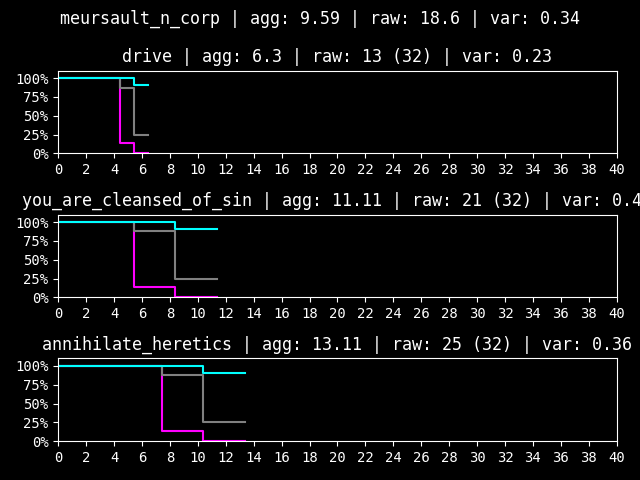 meursault_n_corp | agg: 9.59 | raw: 18.6 | var: 0.34
drive | agg: 6.3 | raw: 13 (32) | var: 0.23
100%
75%
50%
25%
0%
0 2 4 6 8 10 12 14 16 18 20 22 24 26 28 30 32 34 36 38 40
you_are_cleansed_of_sin | agg: 11.11 | raw: 21 (32) | var: 0.4
100%
75%
50%
25%
0%
0 2 4 6 8 10 12 14 16 18 20 22 24 26 28 30 32 34 36 38 40
annihilate_heretics | agg: 13.11 | raw: 25 (32) | var: 0.36
100%
75%
50%
25%
0%
0 2 4 6 8 10 12 14 16 18 20 22 24 26 28 30 32 34 36 38 40